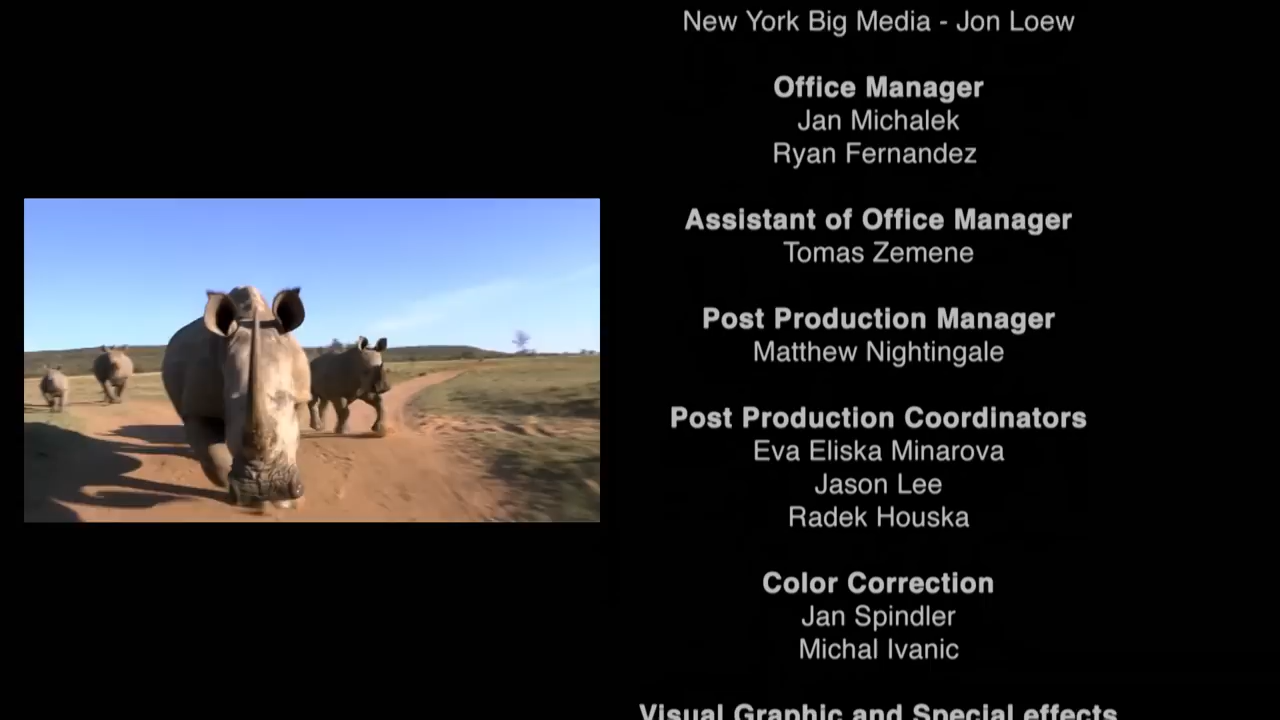 New York Big Media - Jon Loew
Office Manager
Jan Michalek
Ryan Fernandez
Assistant of Office Manager
Tomas Zemene
Post Production Manager
Matthew Nightingale
Post Production Coordinators
Eva Eliska Minarova
Jason Lee
Radek Houska
Color Correction
Jan Spindler
Michal Ivanic
Visual Graphic and Special effects